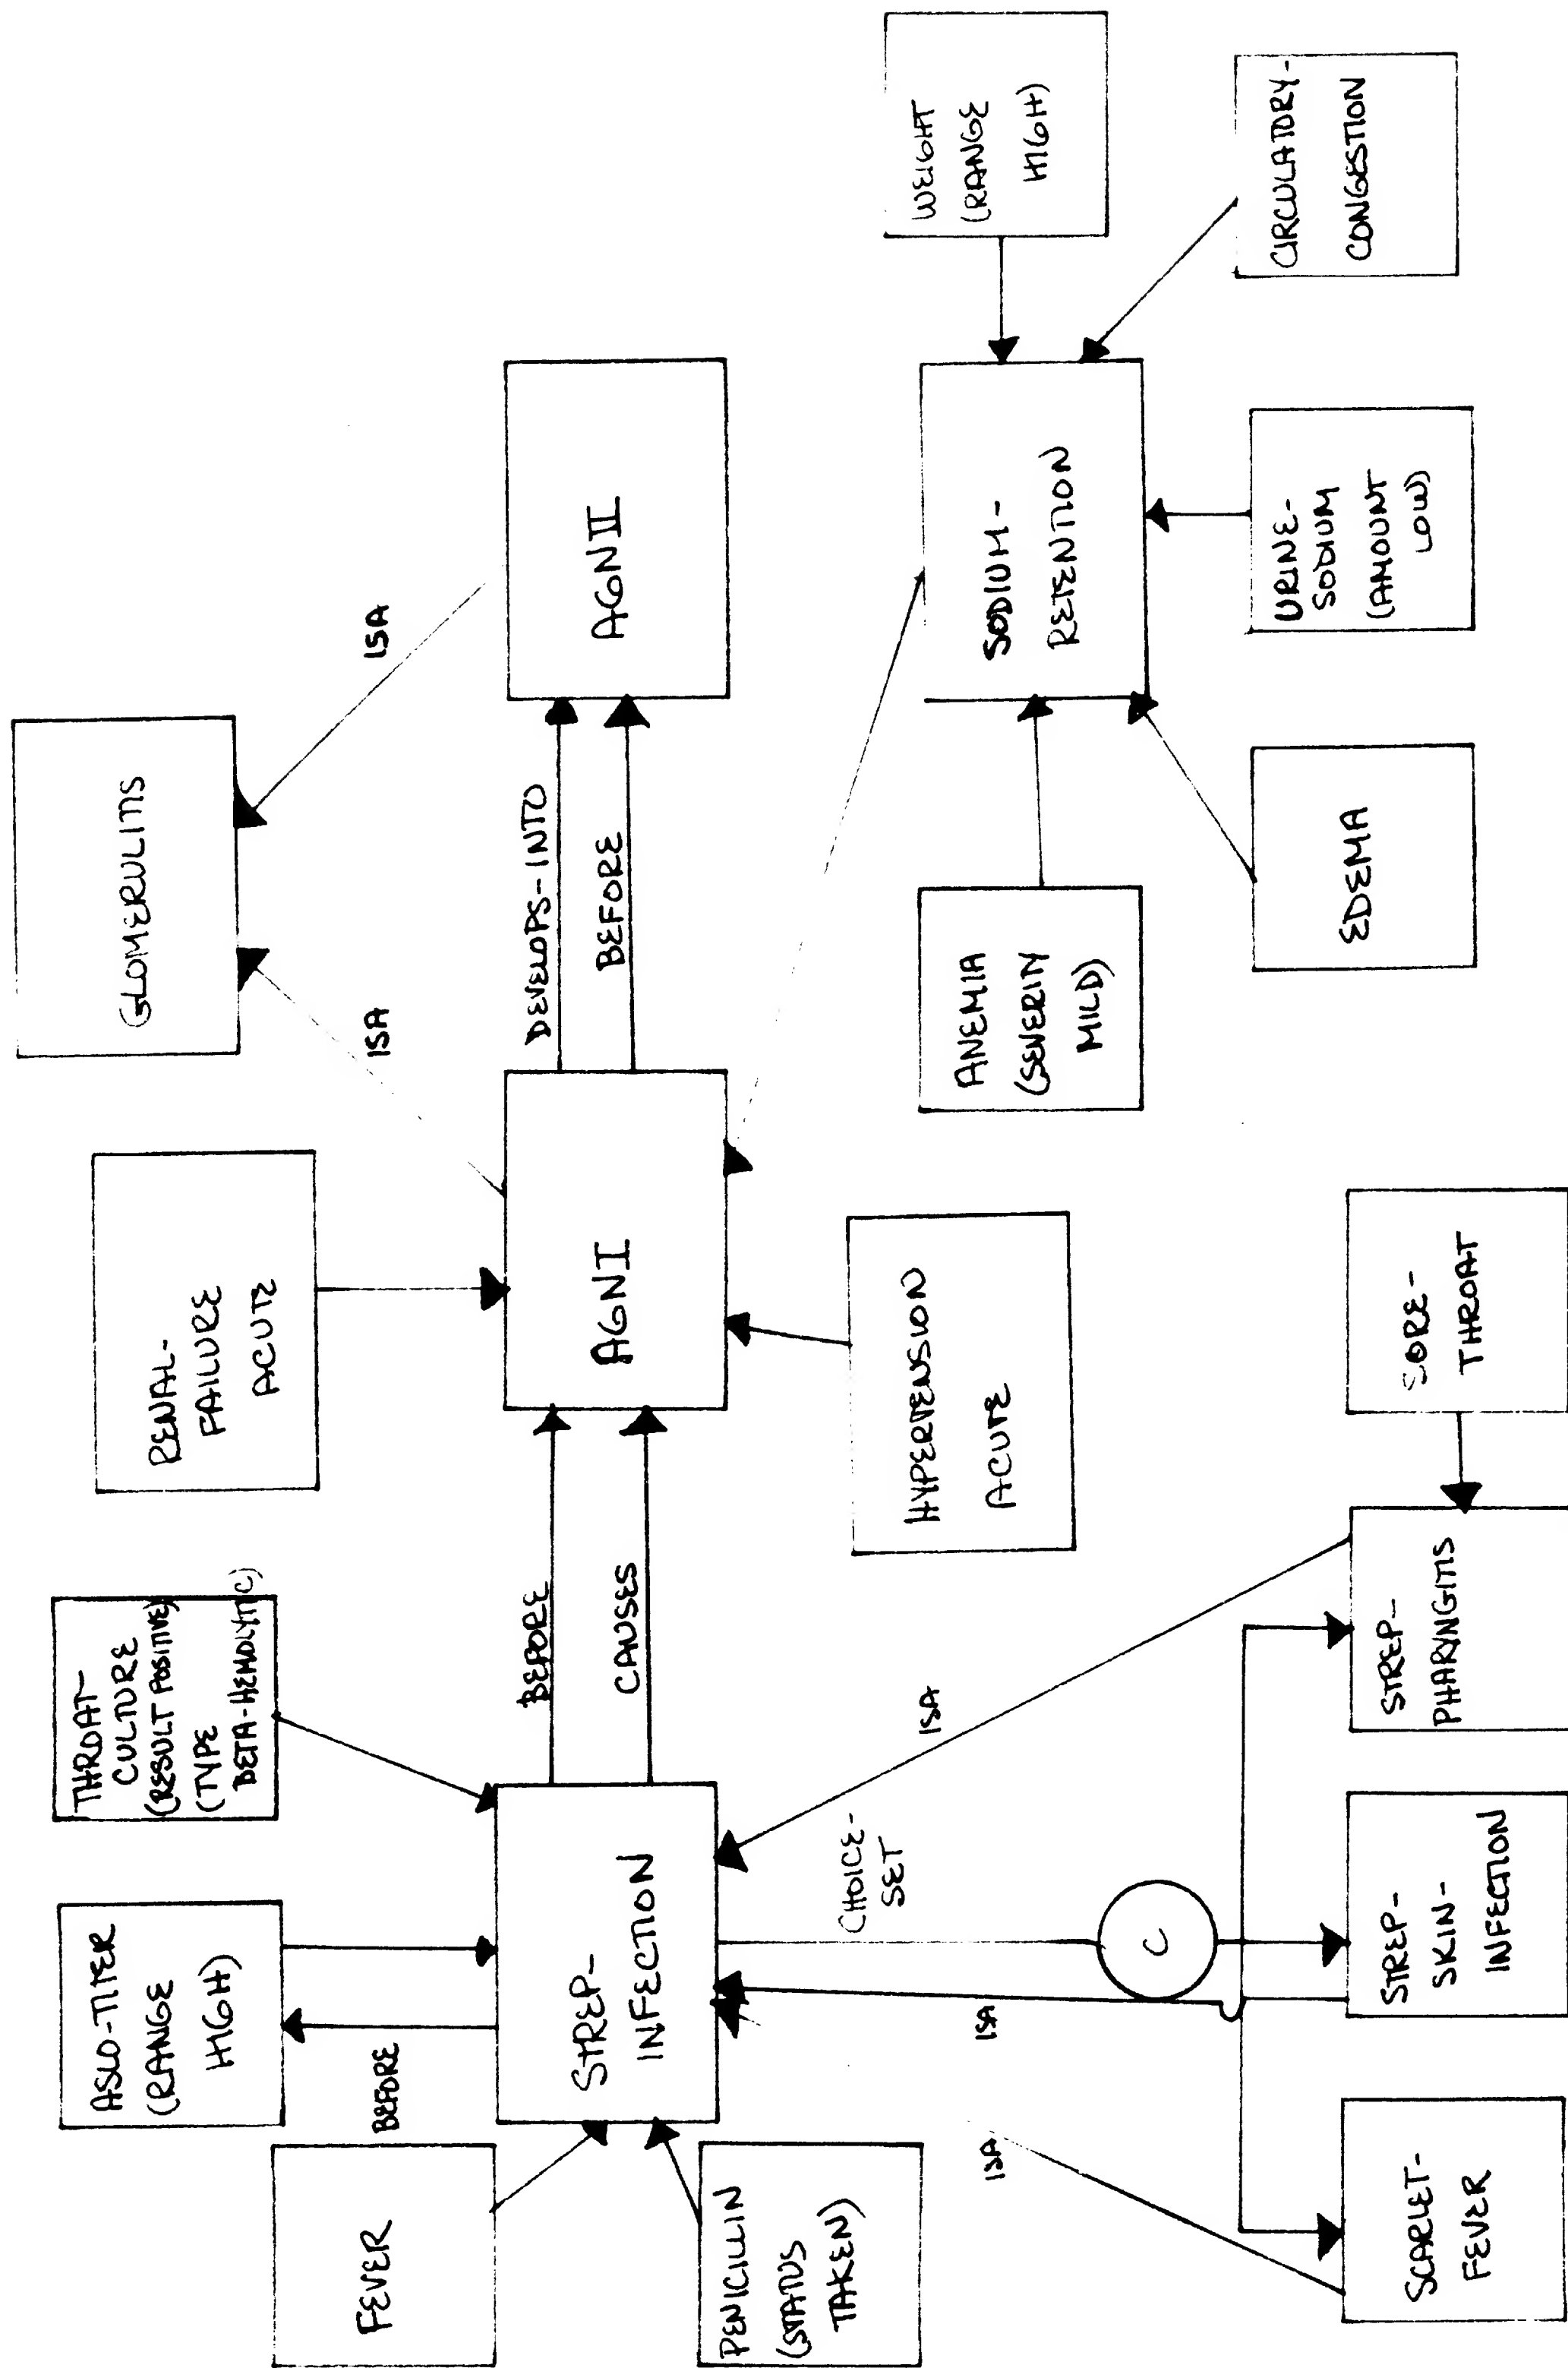 GLOMERULITIS
ASLO-TITER
(RANGE
HIGH)
THROAT-
CULTURE
(RESULT POSITIVE)
(TYPE
BETA-HEMOLYTIC)
RENAL-
FAILURE
ACUTE
ISA
ISA
FEVER
BEFORE
STREP-
INFECTION
BEFORE
CAUSES
AGNI
DEVELOPS-INTO
BEFORE
AGNII
PENICILLIN
(STATUS
TAKEN)
CHOICE-
SET
HYPERTENSION
ACUTE
ANEMIA
(SEVERITY
MILD)
SODIUM-
RETENTION
WEIGHT
(RANGE
HIGH)
ISA
ISA
ISA
C
EDEMA
URINE-
SODIUM
(AMOUNT
LOW)
CIRCULATORY-
CONGESTION
SCARLET-
FEVER
STREP-
SKIN-
INFECTION
STREP-
PHARYNGITIS
SORE-
THROAT